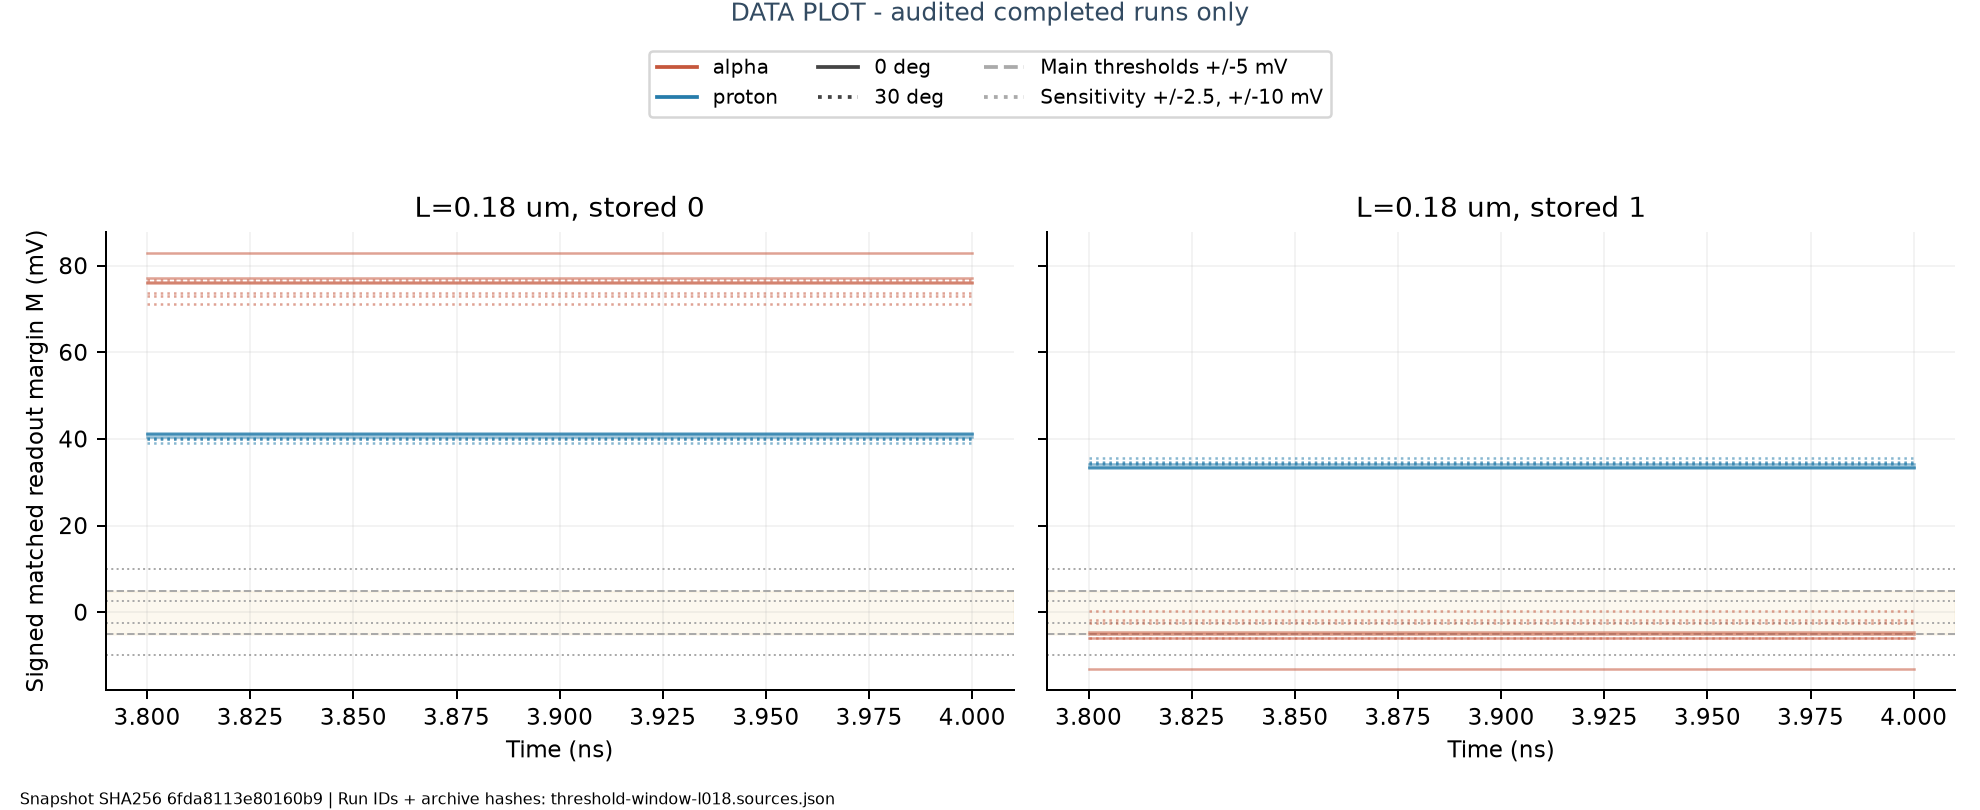 DATA PLOT - audited completed runs only
alpha
proton
0 deg
30 deg
Main thresholds +/-5 mV
Sensitivity +/-2.5, +/-10 mV
L=0.18 um, stored 0
L=0.18 um, stored 1
Signed matched readout margin M (mV)
80
60
40
20
0
3.800 3.825 3.850 3.875 3.900 3.925 3.950 3.975 4.000
3.800 3.825 3.850 3.875 3.900 3.925 3.950 3.975 4.000
Time (ns)
Time (ns)
Snapshot SHA256 6fda8113e80160b9 | Run IDs + archive hashes: threshold-window-l018.sources.json